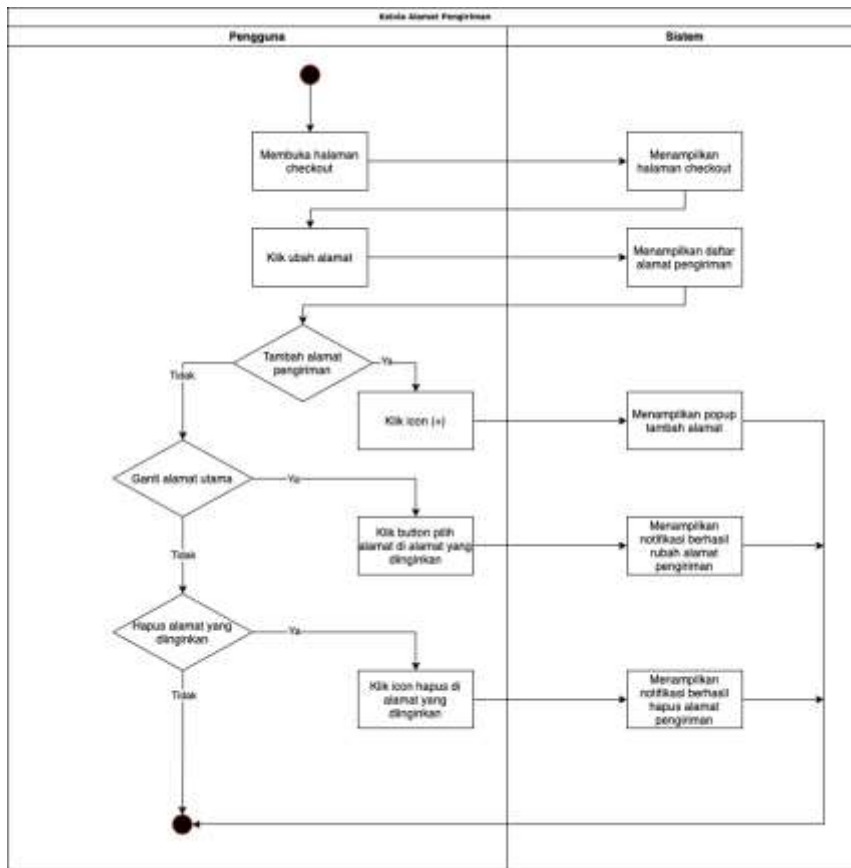 Kelola Alamat Pengiriman
Pengguna
Sistem
Membuka halaman
checkout
Menampilkan
halaman checkout
Klik ubah alamat
Menampilkan daftar
alamat pengiriman
Tambah alamat
pengiriman
Ya
Tidak
Klik icon (+)
Menampilkan popup
tambah alamat
Ganti alamat utama
Ya
Tidak
Klik button pilih
alamat di alamat yang
diinginkan
Menampilkan
notifikasi berhasil
rubah alamat
pengiriman
Hapus alamat yang
diinginkan
Ya
Tidak
Klik icon hapus di
alamat yang
diinginkan
Menampilkan
notifikasi berhasil
hapus alamat
pengiriman